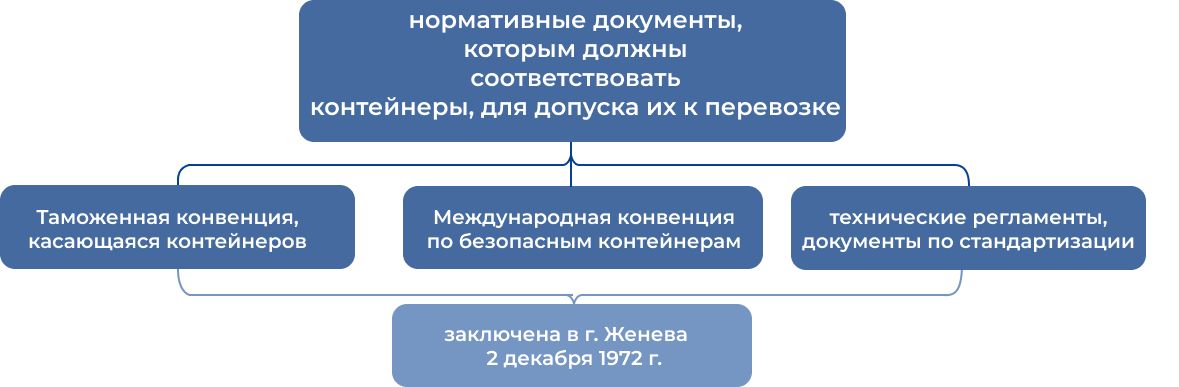 нормативные документы,
которым должны
соответствовать
контейнеры, для допуска их к перевозке
Таможенная конвенция,
касающаяся контейнеров
Международная конвенция
по безопасным контейнерам
технические регламенты,
документы по стандартизации
заключена в г. Женева
2 декабря 1972 г.